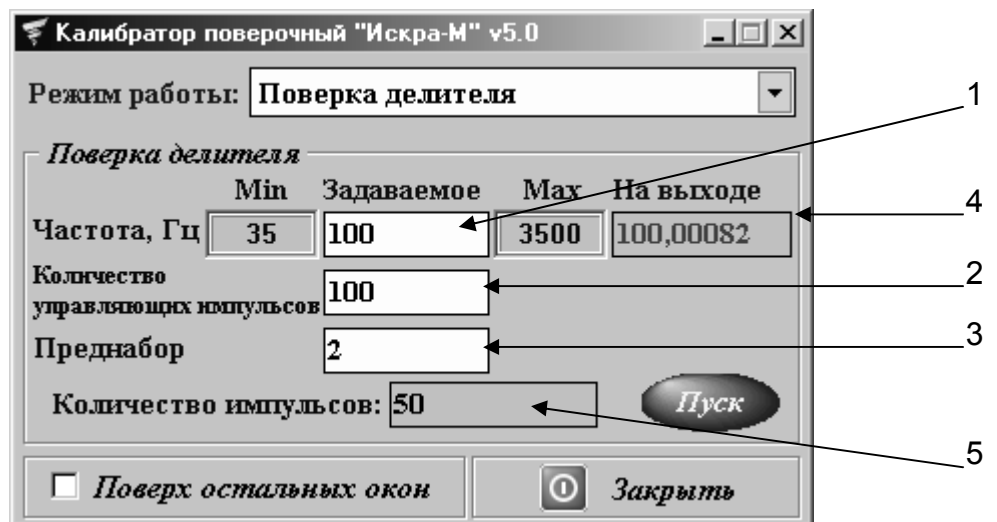 Калибратор поверочный "Искра-М" v5.0
Режим работы: Поверка делителя
1
Поверка делителя
Min Задаваемое Max На выходе
4
Частота, Гц 35 100 3500 100,00082
Количество
управляющих импульсов 100
2
Преднабор 2
3
Количество импульсов: 50 Пуск
5
Поверх остальных окон Закрыть